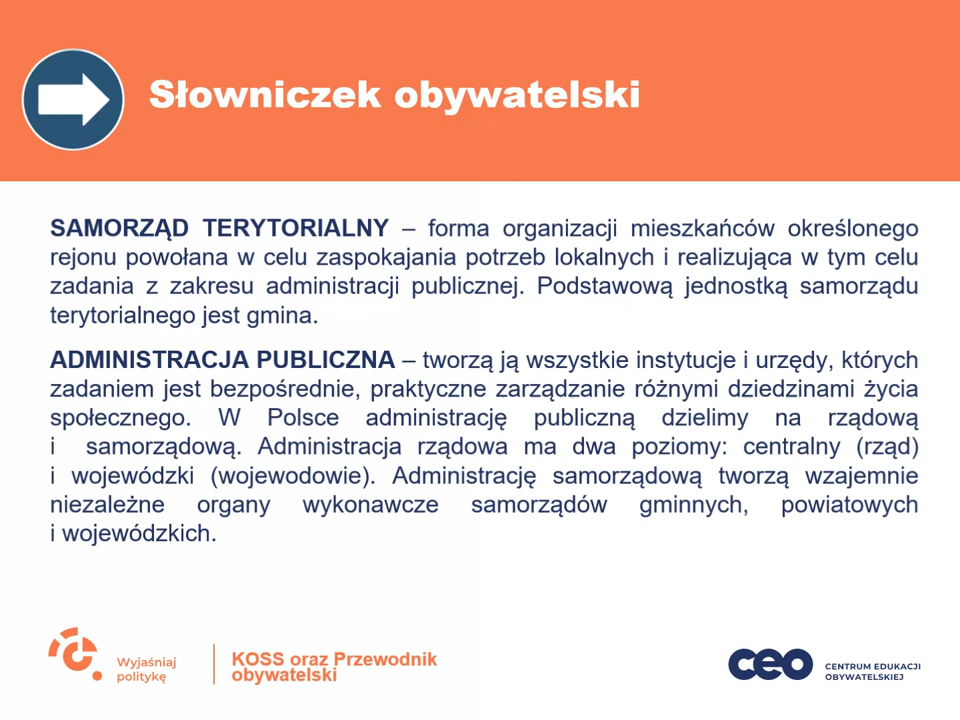 Słowniczek obywatelski
SAMORZĄD TERYTORIALNY – forma organizacji mieszkańców określonego
rejonu powołana w celu zaspokajania potrzeb lokalnych i realizująca w tym celu
zadania z zakresu administracji publicznej. Podstawową jednostką samorządu
terytorialnego jest gmina.
ADMINISTRACJA PUBLICZNA – tworzą ją wszystkie instytucje i urzędy, których
zadaniem jest bezpośrednie, praktyczne zarządzanie różnymi dziedzinami życia
społecznego. W Polsce administrację publiczną dzielimy na rządową
i samorządową. Administracja rządowa ma dwa poziomy: centralny (rząd)
i wojewódzki (wojewodowie). Administrację samorządową tworzą wzajemnie
niezależne organy wykonawcze samorządów gminnych, powiatowych
i wojewódzkich.
Wyjaśniaj
politykę
KOSS oraz Przewodnik
obywatelski
ceo
CENTRUM EDUKACJI
OBYWATELSKIEJ